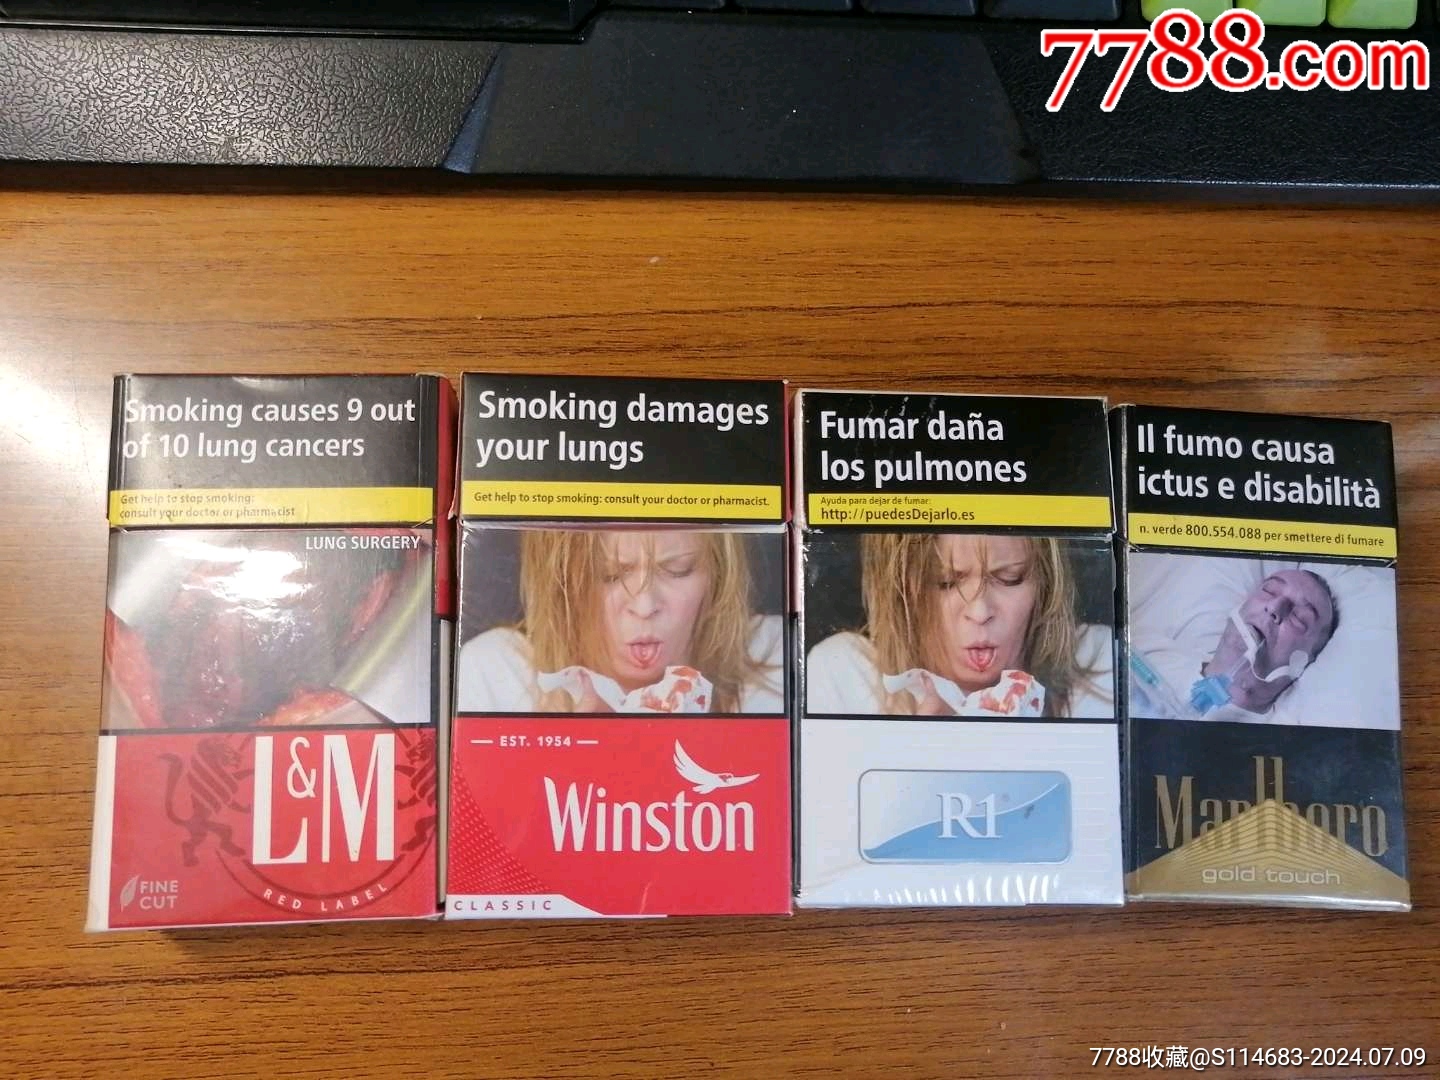 7788.com
Smoking causes 9 out
of 10 lung cancers
Get help to stop smoking:
consult your doctor or pharmacist
LUNG SURGERY
L&M
FINE
CUT
RED LABEL
Smoking damages
your lungs
Get help to stop smoking: consult your doctor or pharmacist.
EST. 1954
Winston
CLASSIC
Fumar daña
los pulmones
Ayuda para dejar de fumar:
http://puedesDejarlo.es
R1
Il fumo causa
ictus e disabilità
n. verde 800.554.088 per smettere di fumare
Marlboro
gold touch
7788收藏@S114683-2024.07.09